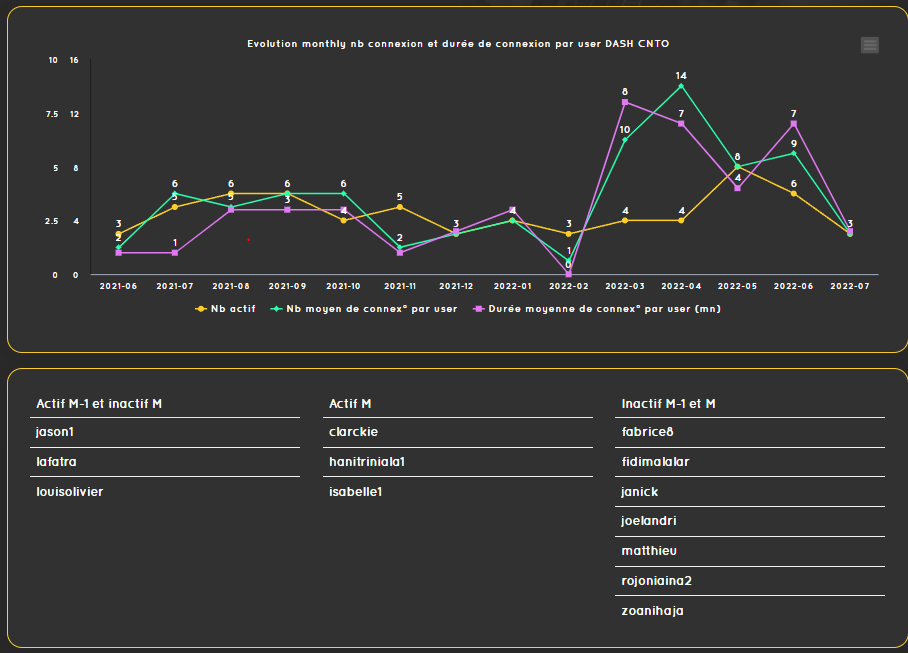 Evolution monthly nb connexion et durée de connexion par user DASH CNTO
10 16
7.5 12
5 8
2.5 4
0 0
14
8 10 7 8 7 9
6 6 6 6 5 4 6
3 2 5 1 5 3 4 2 3 4 3 1 0 4 4 3
2021-06 2021-07 2021-08 2021-09 2021-10 2021-11 2021-12 2022-01 2022-02 2022-03 2022-04 2022-05 2022-06 2022-07
Nb actif Nb moyen de connex° par user Durée moyenne de connex° par user (mn)
Actif M-1 et inactif M
jason1
lafatra
louisolivier
Actif M
clarckie
hanitriniala1
isabelle1
Inactif M-1 et M
fabrice8
fidimalalar
janick
joelandri
matthieu
rojoniaina2
zoanihaja